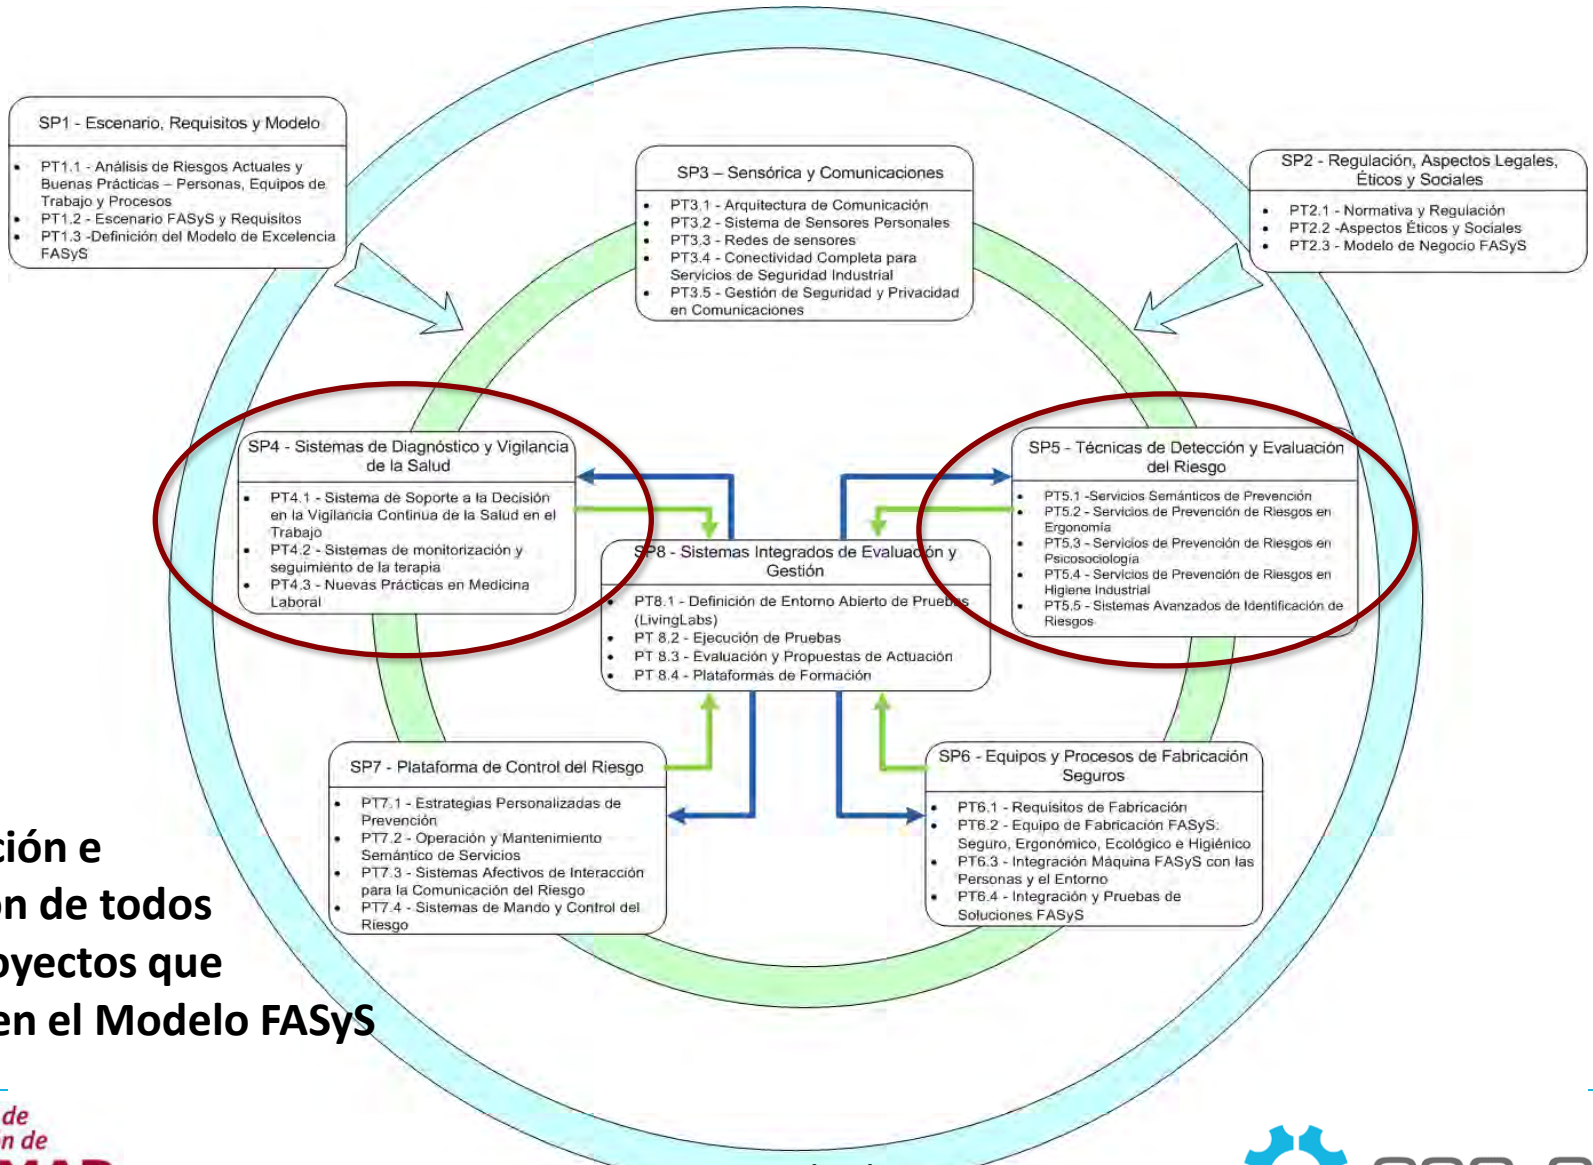 SP1 - Escenario, Requisitos y Modelo
• PT1.1 - Análisis de Riesgos Actuales y
Buenas Prácticas – Personas, Equipos de
Trabajo y Procesos
• PT1.2 - Escenario FASyS y Requisitos
• PT1.3 -Definición del Modelo de Excelencia
FASyS
SP3 – Sensórica y Comunicaciones
• PT3.1 - Arquitectura de Comunicación
• PT3.2 - Sistema de Sensores Personales
• PT3.3 - Redes de sensores
• PT3.4 - Conectividad Completa para
Servicios de Seguridad Industrial
• PT3.5 - Gestión de Seguridad y Privacidad
en Comunicaciones
SP2 - Regulación, Aspectos Legales,
Éticos y Sociales
• PT2.1 - Normativa y Regulación
• PT2.2 -Aspectos Éticos y Sociales
• PT2.3 - Modelo de Negocio FASyS
SP4 - Sistemas de Diagnóstico y Vigilancia
de la Salud
• PT4.1 - Sistema de Soporte a la Decisión
en la Vigilancia Continua de la Salud en el
Trabajo
• PT4.2 - Sistemas de monitorización y
seguimiento de la terapia
• PT4.3 - Nuevas Prácticas en Medicina
Laboral
SP5 - Técnicas de Detección y Evaluación
del Riesgo
• PT5.1 -Servicios Semánticos de Prevención
• PT5.2 - Servicios de Prevención de Riesgos en
Ergonomía
• PT5.3 - Servicios de Prevención de Riesgos en
Psicosociología
• PT5.4 - Servicios de Prevención de Riesgos en
Higiene Industrial
• PT5.5 - Sistemas Avanzados de Identificación de
Riesgos
SP8 - Sistemas Integrados de Evaluación y
Gestión
• PT8.1 - Definición de Entorno Abierto de Pruebas
(LivingLabs)
• PT 8.2 - Ejecución de Pruebas
• PT 8.3 - Evaluación y Propuestas de Actuación
• PT 8.4 - Plataformas de Formación
SP7 - Plataforma de Control del Riesgo
• PT7.1 - Estrategias Personalizadas de
Prevención
• PT7.2 - Operación y Mantenimiento
Semántico de Servicios
• PT7.3 - Sistemas Afectivos de Interacción
para la Comunicación del Riesgo
• PT7.4 - Sistemas de Mando y Control del
Riesgo
SP6 - Equipos y Procesos de Fabricación
Seguros
• PT6.1 - Requisitos de Fabricación
• PT6.2 - Equipo de Fabricación FASyS:
Seguro, Ergonómico, Ecológico e Higiénico
• PT6.3 - Integración Máquina FASyS con las
Personas y el Entorno
• PT6.4 - Integración y Pruebas de
Soluciones FASyS
ción e
ón de todos
oyectos que
en el Modelo FASyS
de
ón de